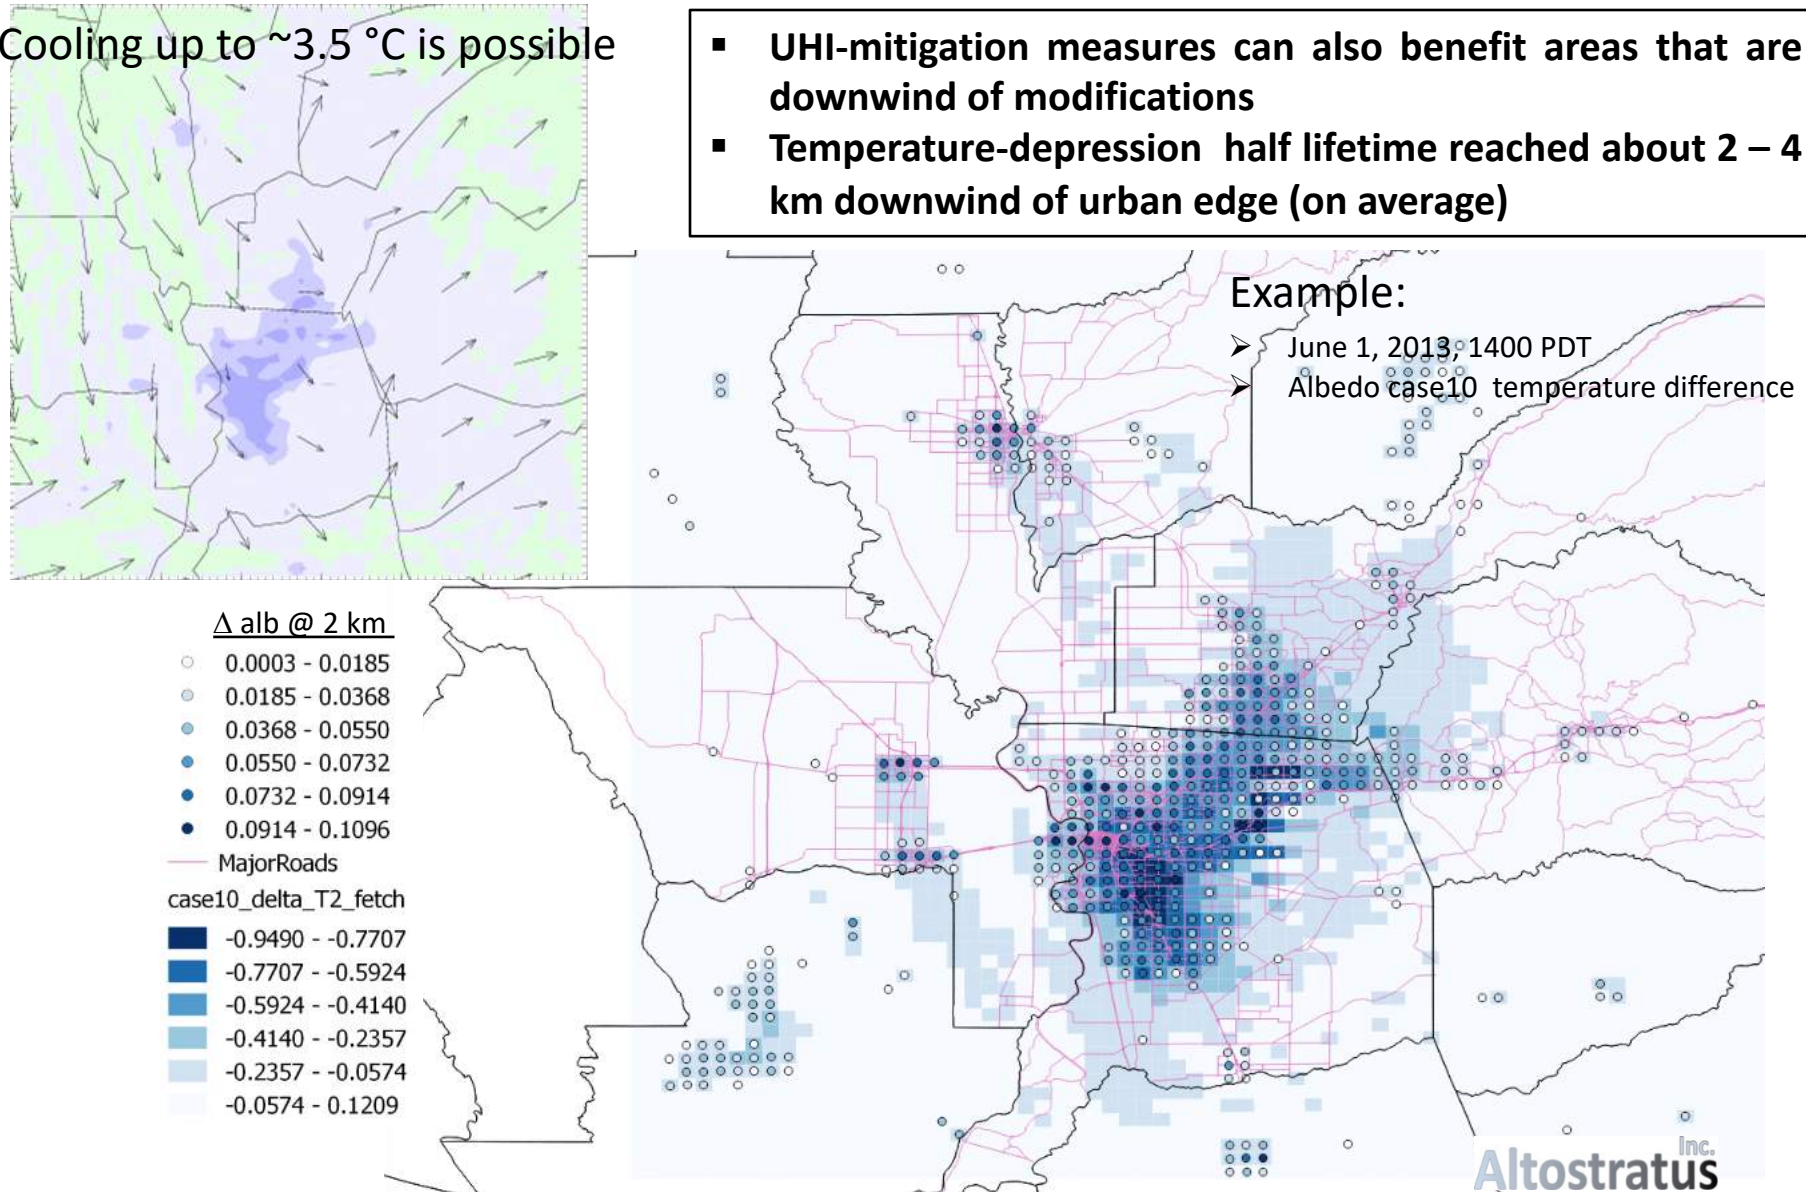 Cooling up to ~3.5 °C is possible
▪ UHI-mitigation measures can also benefit areas that are
downwind of modifications
▪ Temperature-depression half lifetime reached about 2 – 4
km downwind of urban edge (on average)
Example:
➢ June 1, 2013, 1400 PDT
➢ Albedo case10 temperature difference
Δ alb @ 2 km
0.0003 - 0.0185
0.0185 - 0.0368
0.0368 - 0.0550
0.0550 - 0.0732
0.0732 - 0.0914
0.0914 - 0.1096
MajorRoads
case10_delta_T2_fetch
-0.9490 - -0.7707
-0.7707 - -0.5924
-0.5924 - -0.4140
-0.4140 - -0.2357
-0.2357 - -0.0574
-0.0574 - 0.1209
Inc.
Altostratus